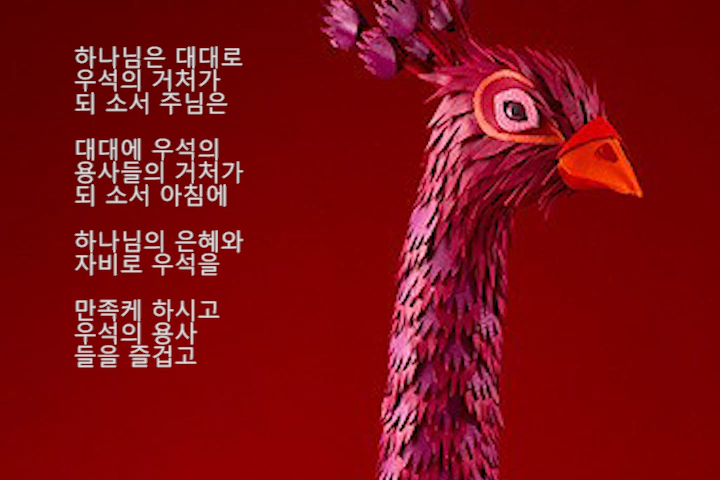 하나님은 대대로
우석의 거처가
되 소서 주님은
대대에 우석의
용사들의 거처가
되 소서 아침에
하나님의 은혜와
자비로 우석을
만족케 하시고
우석의 용사
들을 즐겁고